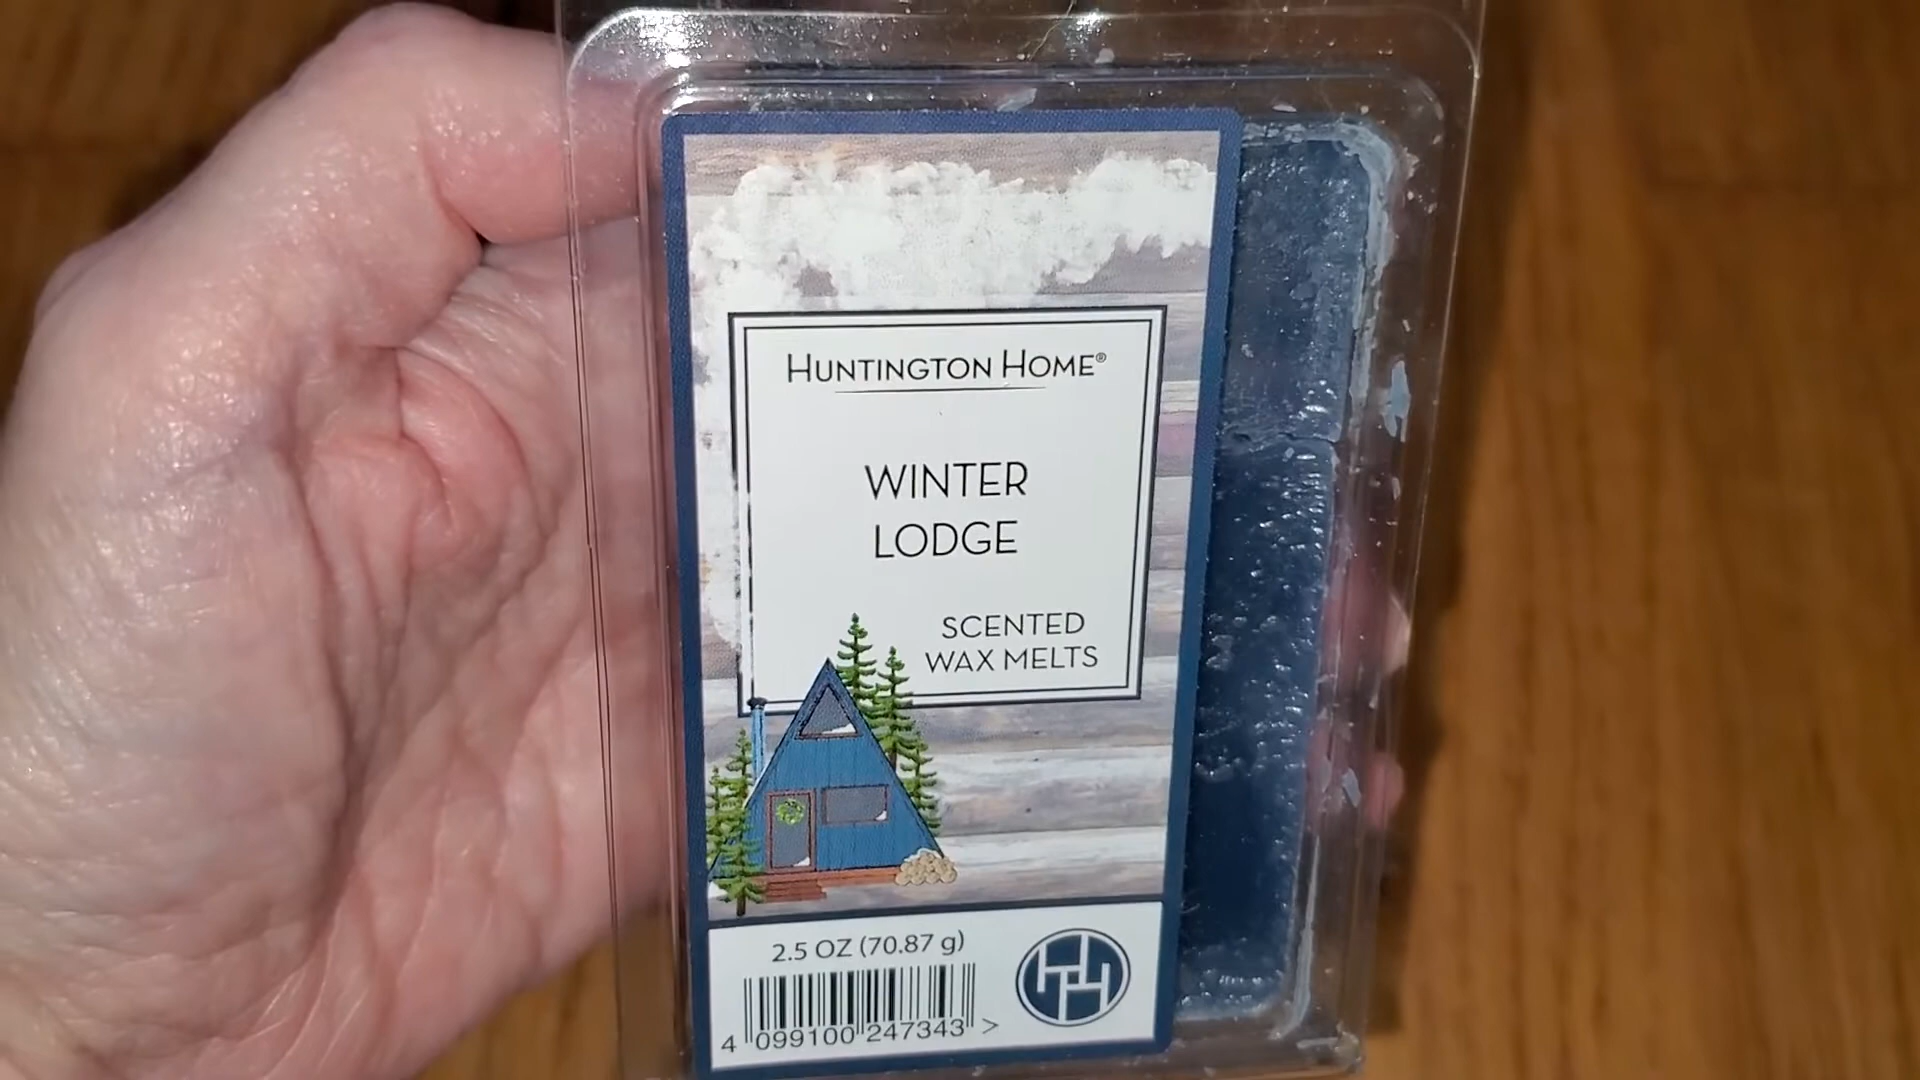 HUNTINGTON HOME®
WINTER
LODGE
SCENTED
WAX MELTS
2.5 OZ (70.87 g)
4 099100 247343 >